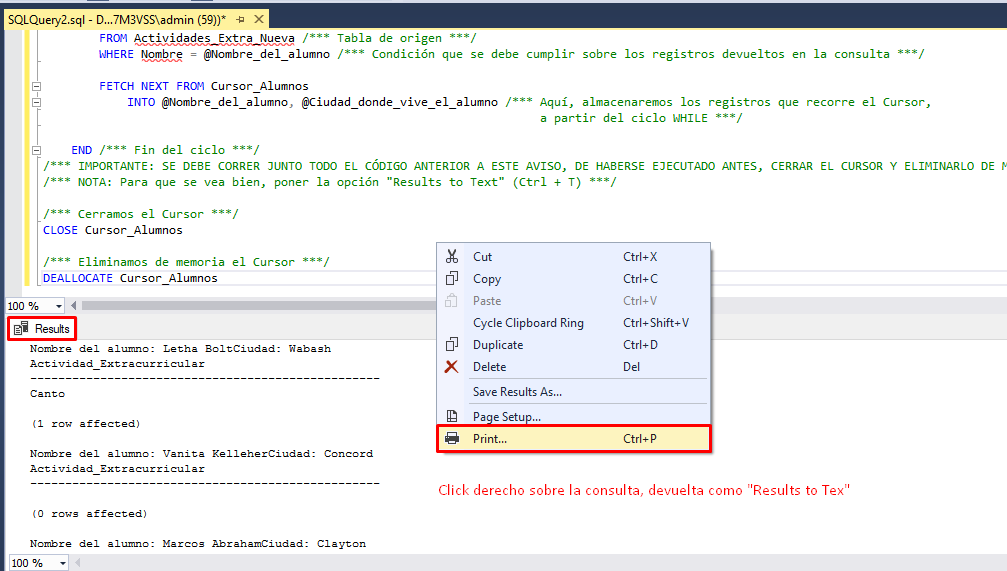 SQLQuery2.sql - D...7M3VSS\admin (59))*
FROM Actividades_Extra_Nueva /*** Tabla de origen ***/
WHERE Nombre = @Nombre_del_alumno /*** Condición que se debe cumplir sobre los registros devueltos en la consulta ***/
FETCH NEXT FROM Cursor_Alumnos
INTO @Nombre_del_alumno, @Ciudad_donde_vive_el_alumno /*** Aquí, almacenaremos los registros que recorre el Cursor,
a partir del ciclo WHILE ***/
END /*** Fin del ciclo ***/
/*** IMPORTANTE: SE DEBE CORRER JUNTO TODO EL CÓDIGO ANTERIOR A ESTE AVISO, DE HABERSE EJECUTADO ANTES, CERRAR EL CURSOR Y ELIMINARLO DE M
/*** NOTA: Para que se vea bien, poner la opción "Results to Text" (Ctrl + T) ***/
/*** Cerramos el Cursor ***/
CLOSE Cursor_Alumnos
/*** Eliminamos de memoria el Cursor ***/
DEALLOCATE Cursor_Alumnos
100 %
Results
Nombre del alumno: Letha BoltCiudad: Wabash
Actividad_Extracurricular
--------------------------------------------------
Canto
(1 row affected)
Nombre del alumno: Vanita KelleherCiudad: Concord
Actividad_Extracurricular
--------------------------------------------------
(0 rows affected)
Nombre del alumno: Marcos AbrahamCiudad: Clayton
100 %
Cut Ctrl+X
Copy Ctrl+C
Paste Ctrl+V
Cycle Clipboard Ring Ctrl+Shift+V
Duplicate Ctrl+D
Delete Del
Save Results As...
Page Setup...
Print... Ctrl+P
Click derecho sobre la consulta, devuelta como "Results to Tex"